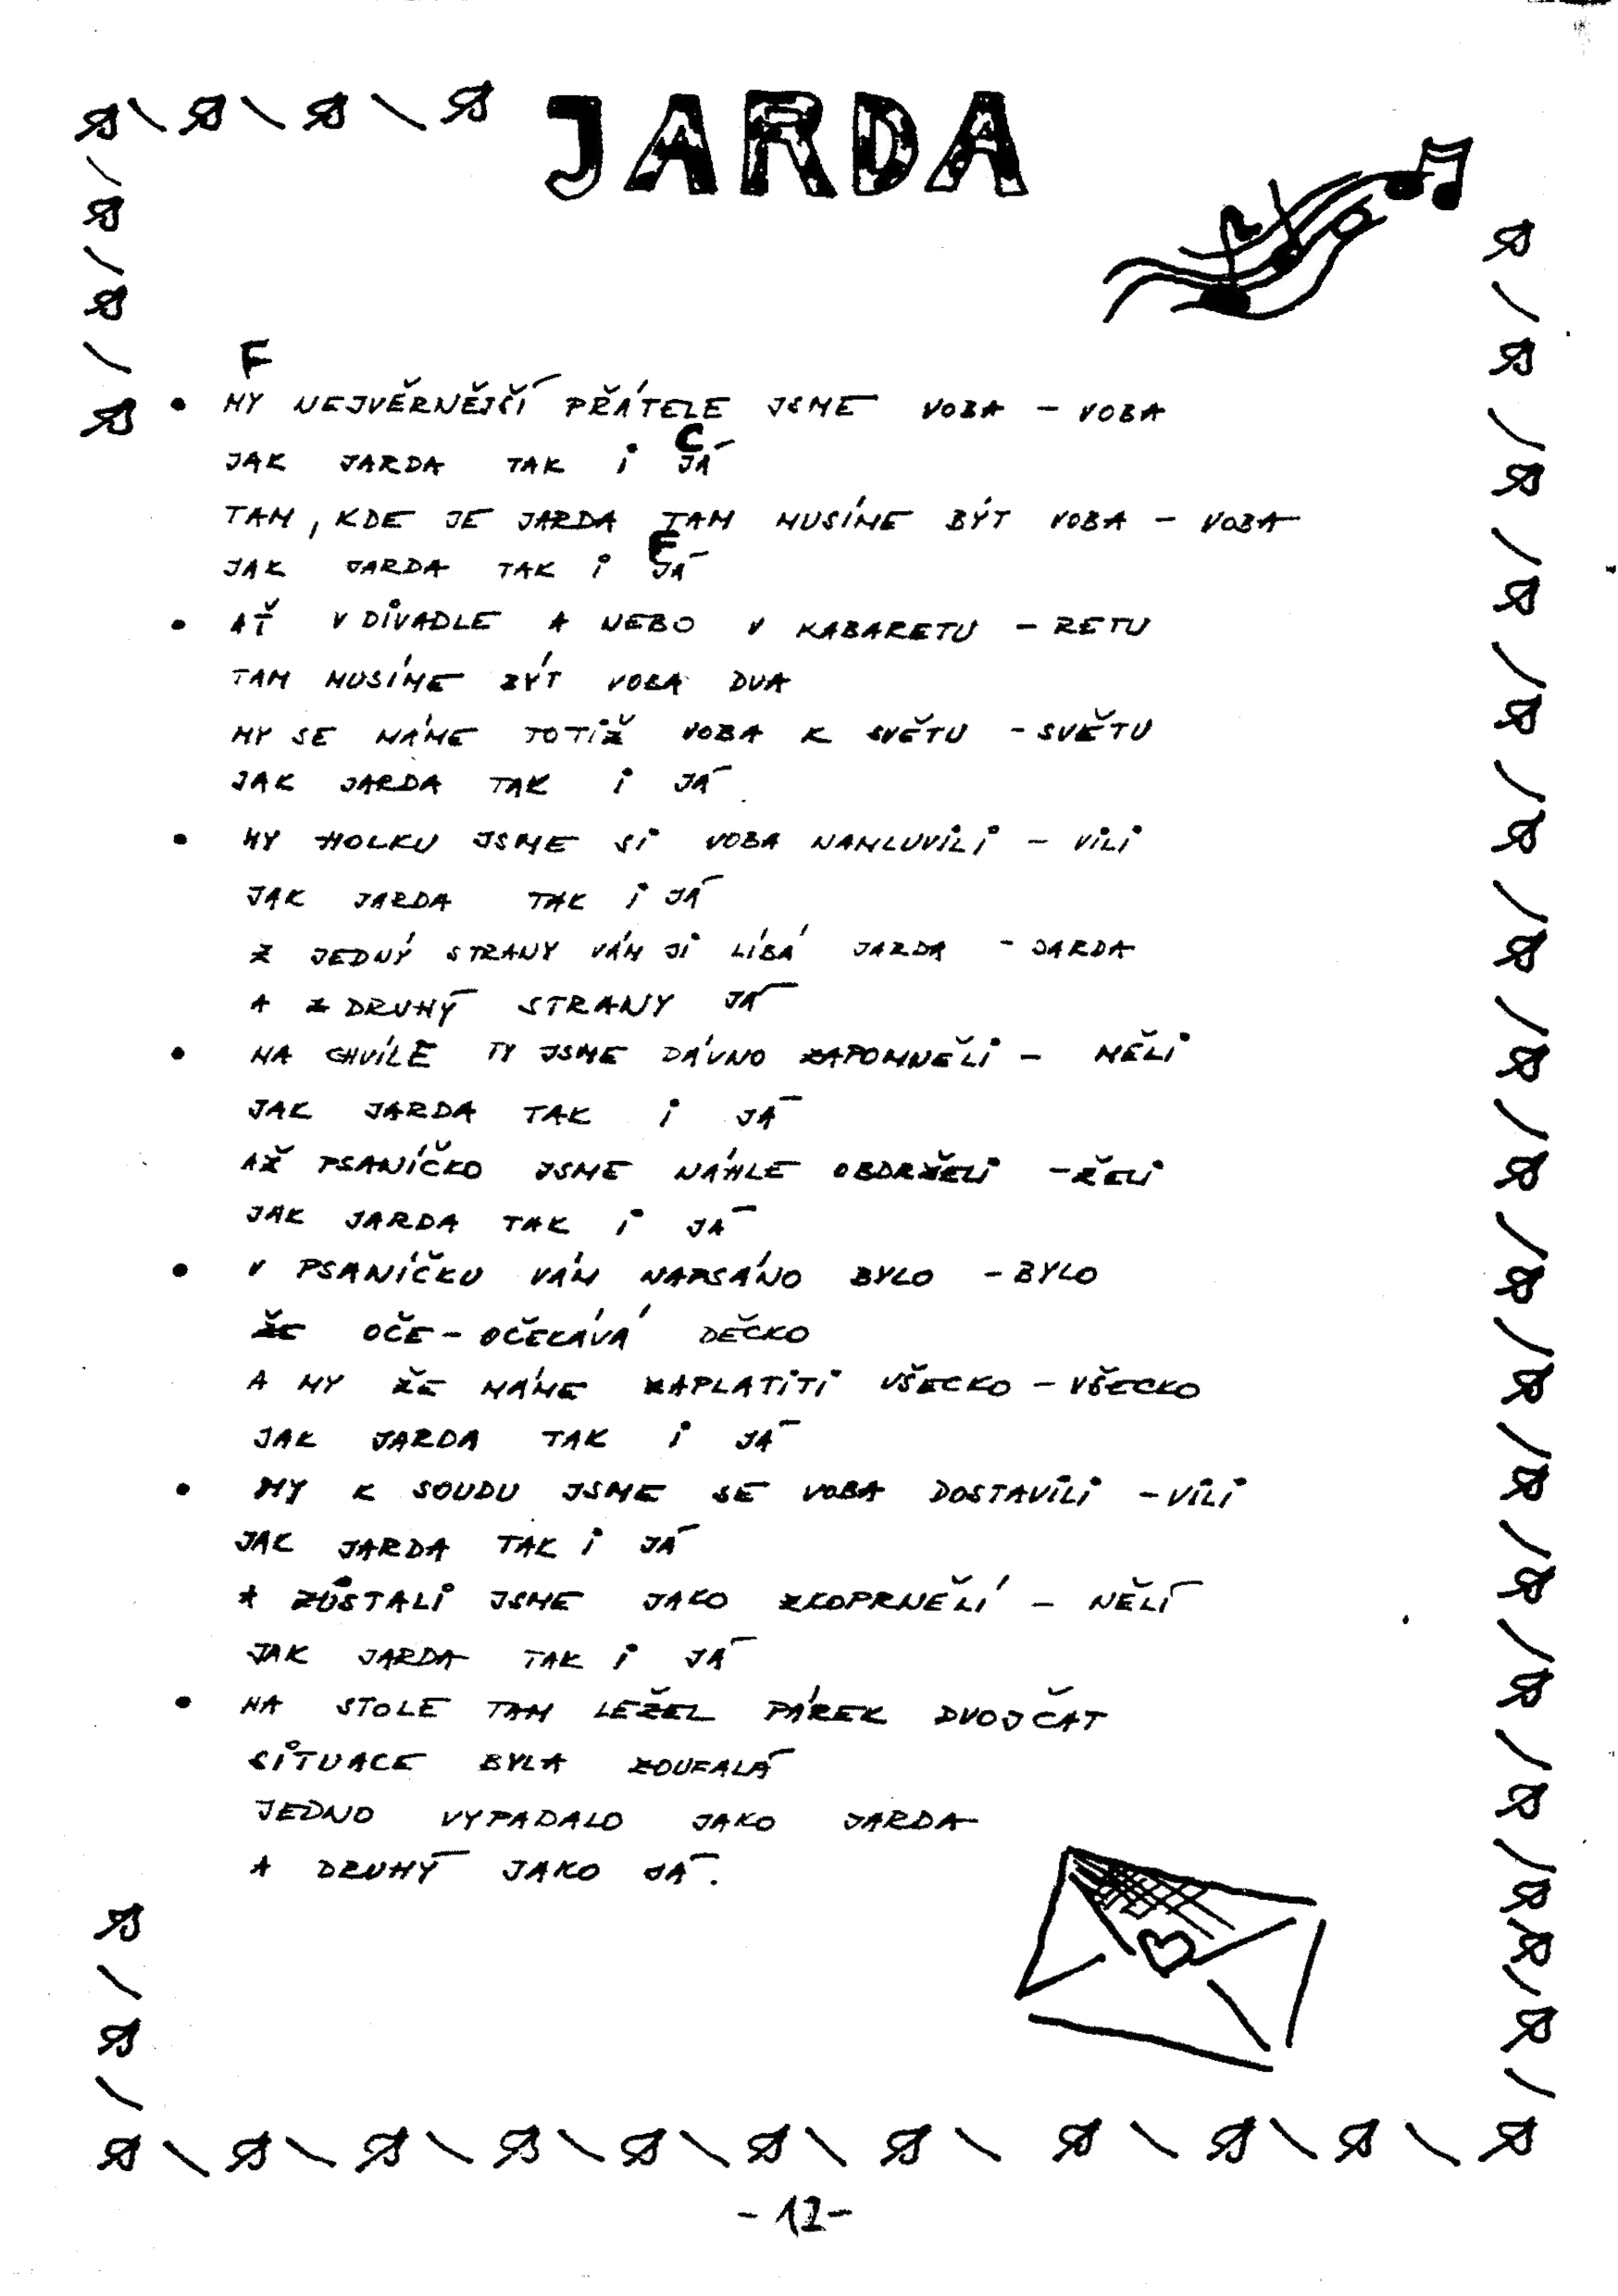 JARDA
F
• MY NEJVĚRNĚJŠÍ PŘÁTELE JSME VOBA - VOBA
C
JAK JARDA TAK i JÁ
TAM, KDE JE JARDA TAM MUSÍME BÝT VOBA - VOBA
F
JAK JARDA TAK i JÁ
• AŤ V DiVADLE A NEBO V KABARETU - RETU
TAM MUSÍME BÝT VOBA DVA
MY SE MÁME TOTiŽ VOBA K SVĚTU - SVĚTU
JAK JARDA TAK i JÁ
• MY HOLKU JSME Si VOBA NAMLUViLi - ViLi
JAK JARDA TAK i JÁ
Z JEDNÝ STRANY VÁM Ji LÍBÁ JARDA - JARDA
A Z DRUHÝ STRANY JÁ
• NA CHVÍLE TY JSME DÁVNO ZAPOMNĚLi - MĚLi
JAK JARDA TAK i JÁ
AŽ PSANÍČKO JSME NÁHLE OBDRŽELi - ŽELi
JAK JARDA TAK i JÁ
• V PSANÍČKU VÁM NAPSÁNO BYLO - BYLO
ŽE OČE - OČEKÁVÁ DĚČKO
A MY ŽE MÁME ZAPLATiTi VŠECKO - VŠECKO
JAK JARDA TAK i JÁ
• MY K SOUDU JSME SE VOBA DOSTAViLi - ViLi
JAK JARDA TAK i JÁ
A ZŮSTALi JSME JAKO ZKOPRNĚLÍ - NĚLÍ
JAK JARDA TAK i JÁ
• NA STOLE TAM LEŽEL PÁREK DVOJČAT
SiTUACE BYLA ZOUFALÁ
JEDNO VYPADALO JAKO JARDA
A DRUHÝ JAKO JÁ.
- 12 -